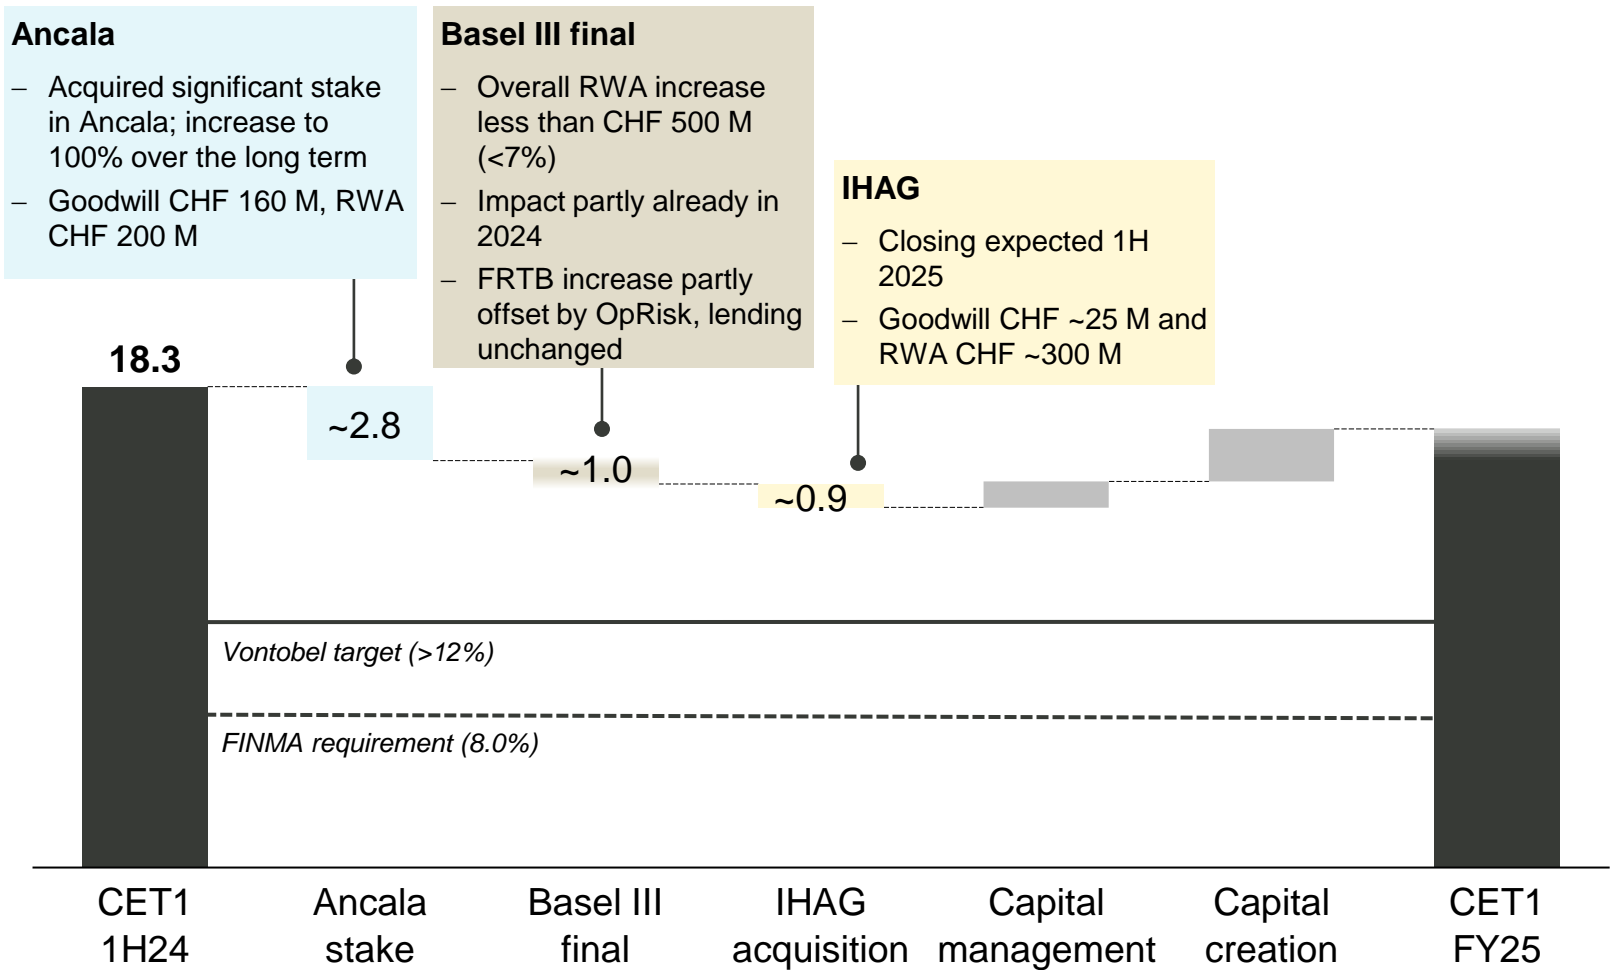 Ancala
– Acquired significant stake
in Ancala; increase to
100% over the long term
– Goodwill CHF 160 M, RWA
CHF 200 M
Basel III final
– Overall RWA increase
less than CHF 500 M
(<7%)
– Impact partly already in
2024
– FRTB increase partly
offset by OpRisk, lending
unchanged
IHAG
– Closing expected 1H
2025
– Goodwill CHF ~25 M and
RWA CHF ~300 M
18.3
~2.8
~1.0
~0.9
Vontobel target (>12%)
FINMA requirement (8.0%)
CET1
1H24
Ancala
stake
Basel III
final
IHAG
acquisition
Capital
management
Capital
creation
CET1
FY25